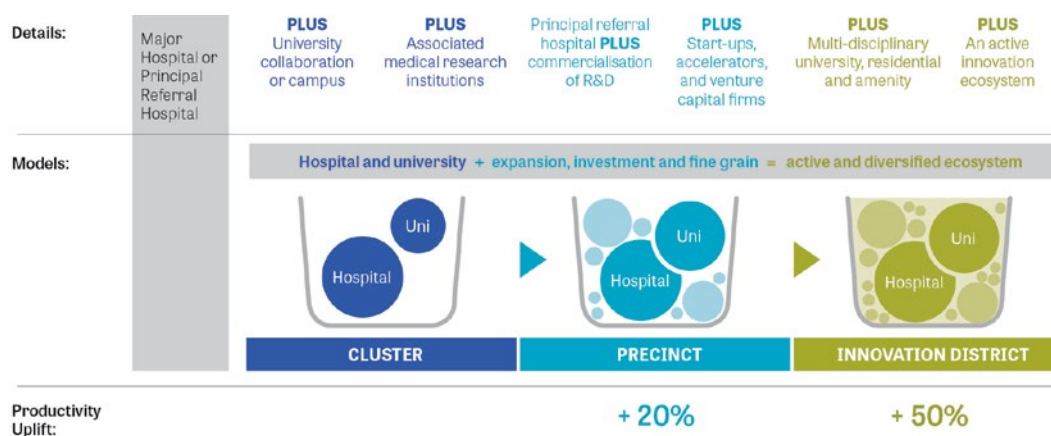 Details:
Major
Hospital or
Principal
Referral
Hospital
PLUS
University
collaboration
or campus
PLUS
Associated
medical research
institutions
Principal referral
hospital PLUS
commercialisation
of R&D
PLUS
Start-ups,
accelerators,
and venture
capital firms
PLUS
Multi-disciplinary
university, residential
and amenity
PLUS
An active
innovation
ecosystem
Models:
Hospital and university + expansion, investment and fine grain = active and diversified ecosystem
Uni
Hospital
Uni
Hospital
Uni
Hospital
CLUSTER
PRECINCT
INNOVATION DISTRICT
Productivity
Uplift:
+ 20%
+ 50%